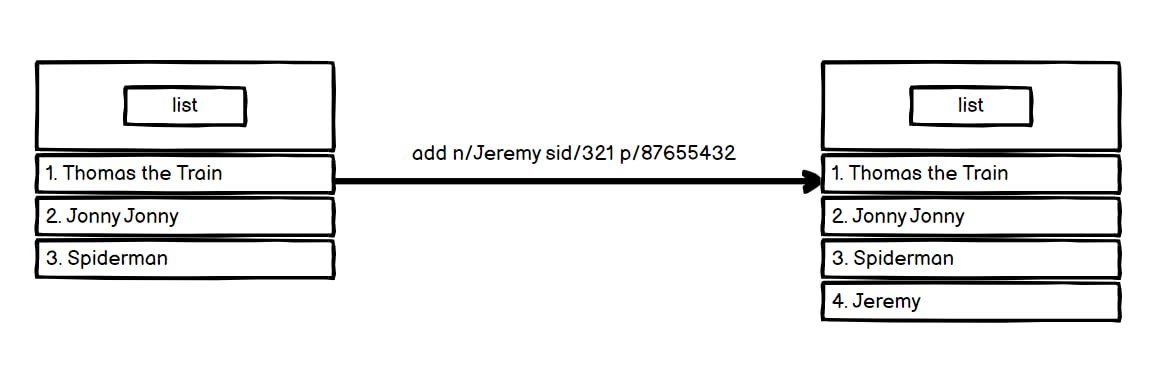 list
1. Thomas the Train
2. Jonny Jonny
3. Spiderman
add n/Jeremy sid/321 p/87655432
list
1. Thomas the Train
2. Jonny Jonny
3. Spiderman
4. Jeremy